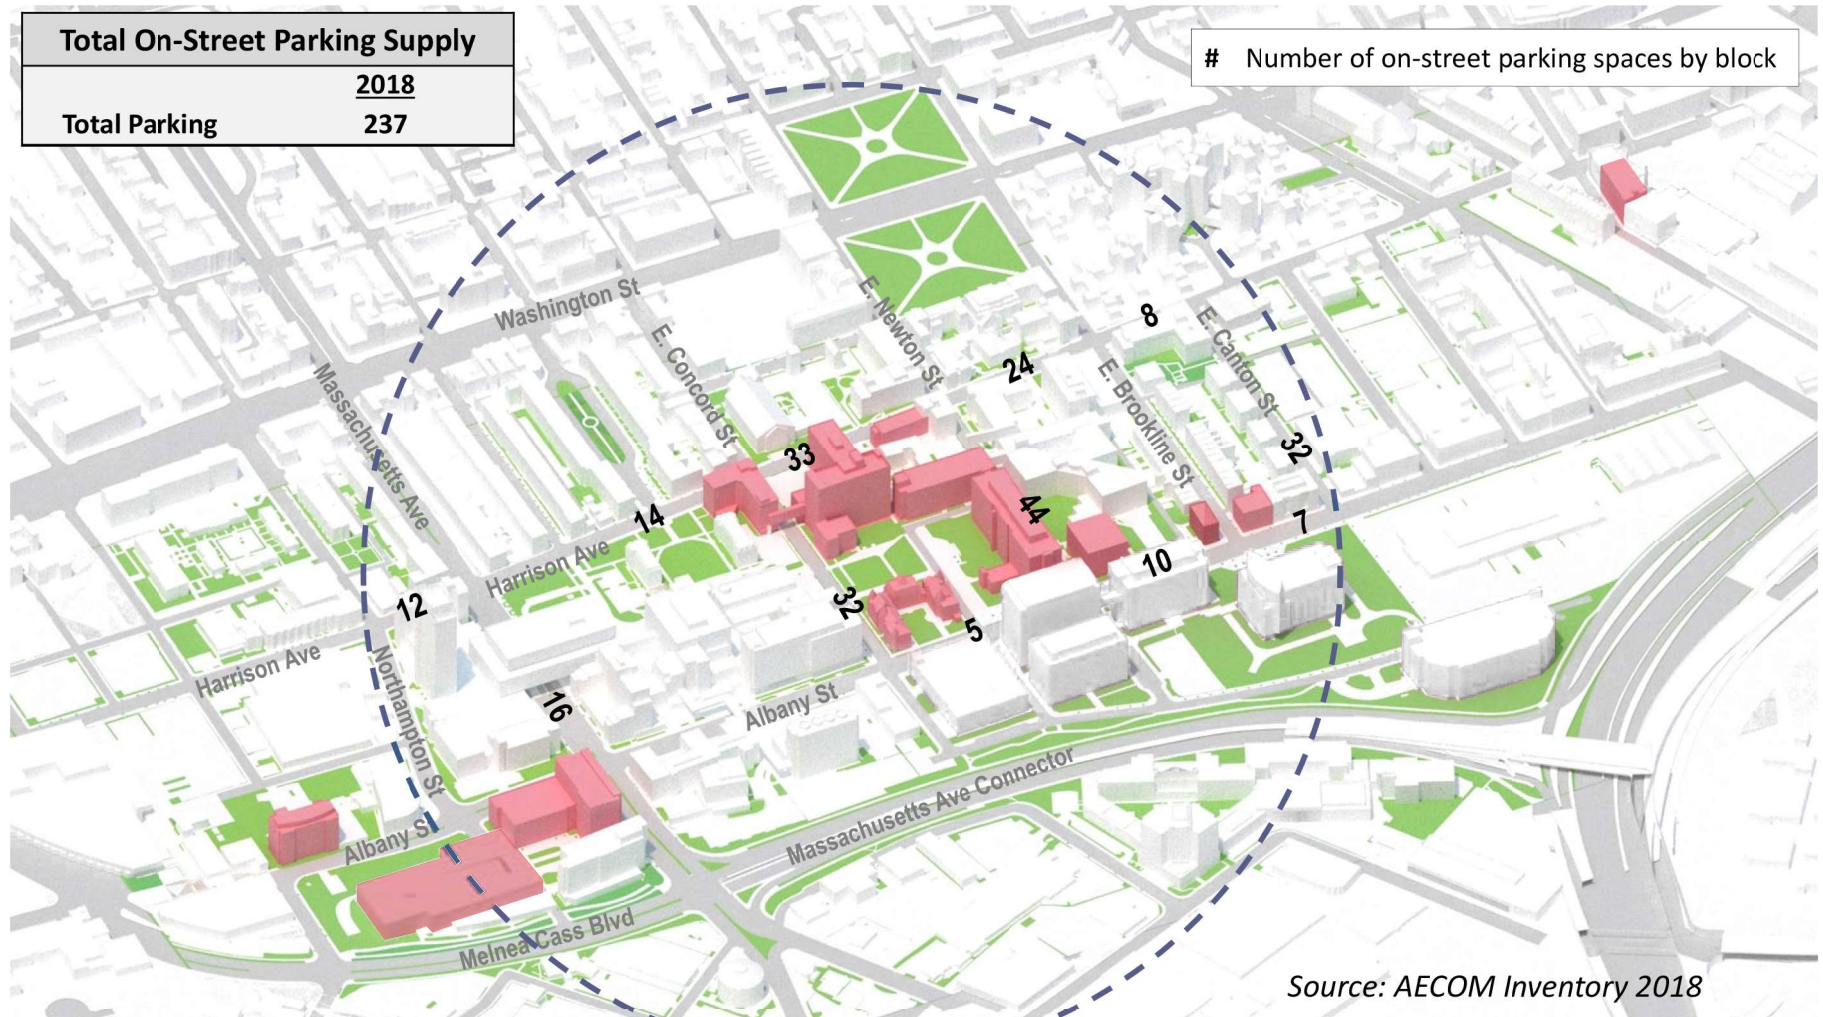 Total On-Street Parking Supply
2018
Total Parking 237
# Number of on-street parking spaces by block
Washington St
E. Newton St
8
E. Canton St
E. Concord St
24
Massachusetts Ave
E. Brookline St
33
32
14
44
7
Harrison Ave
10
12
32
5
Harrison Ave
Northampton St
16
Albany St
Massachusetts Ave Connector
Albany St
Melnea Cass Blvd
Source: AECOM Inventory 2018